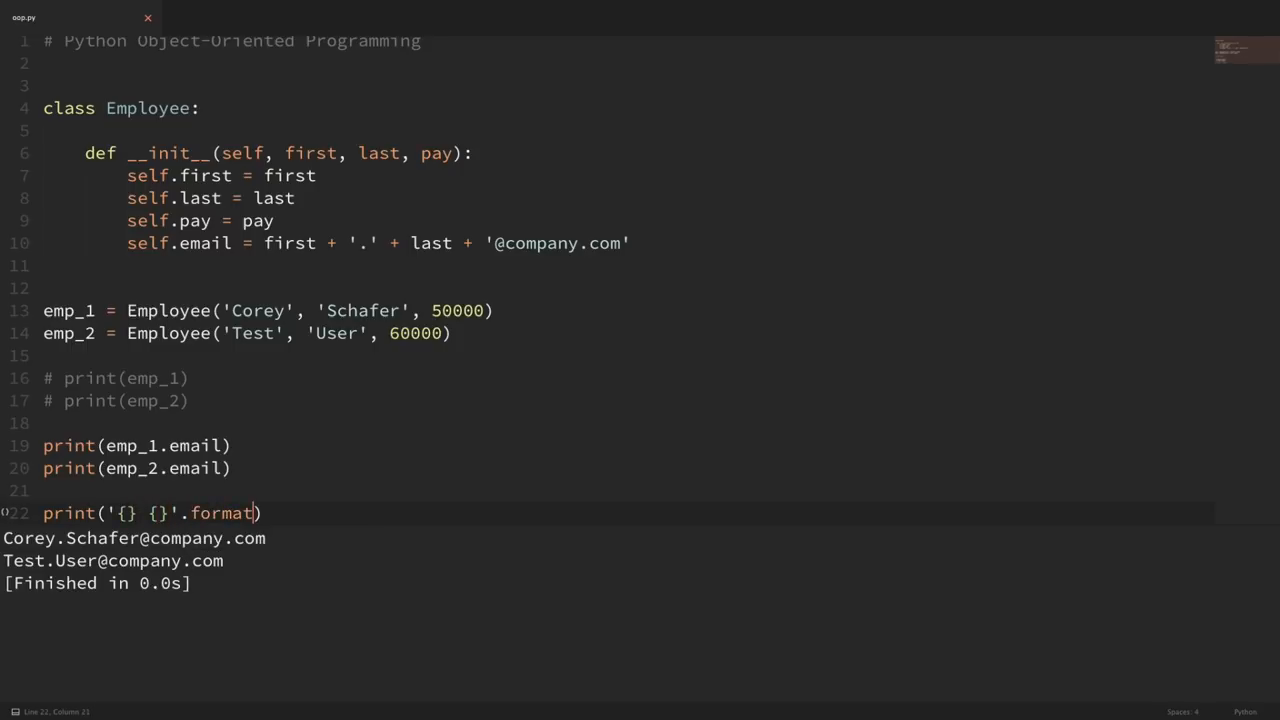 oop.py
1 # Python Object-Oriented Programming
2
3
4 class Employee:
5
6     def __init__(self, first, last, pay):
7         self.first = first
8         self.last = last
9         self.pay = pay
10         self.email = first + '.' + last + '@company.com'
11
12
13 emp_1 = Employee('Corey', 'Schafer', 50000)
14 emp_2 = Employee('Test', 'User', 60000)
15
16 # print(emp_1)
17 # print(emp_2)
18
19 print(emp_1.email)
20 print(emp_2.email)
21
22 print('{} {}'.format)
Corey.Schafer@company.com
Test.User@company.com
[Finished in 0.0s]
Line 22, Column 21 Spaces: 4 Python